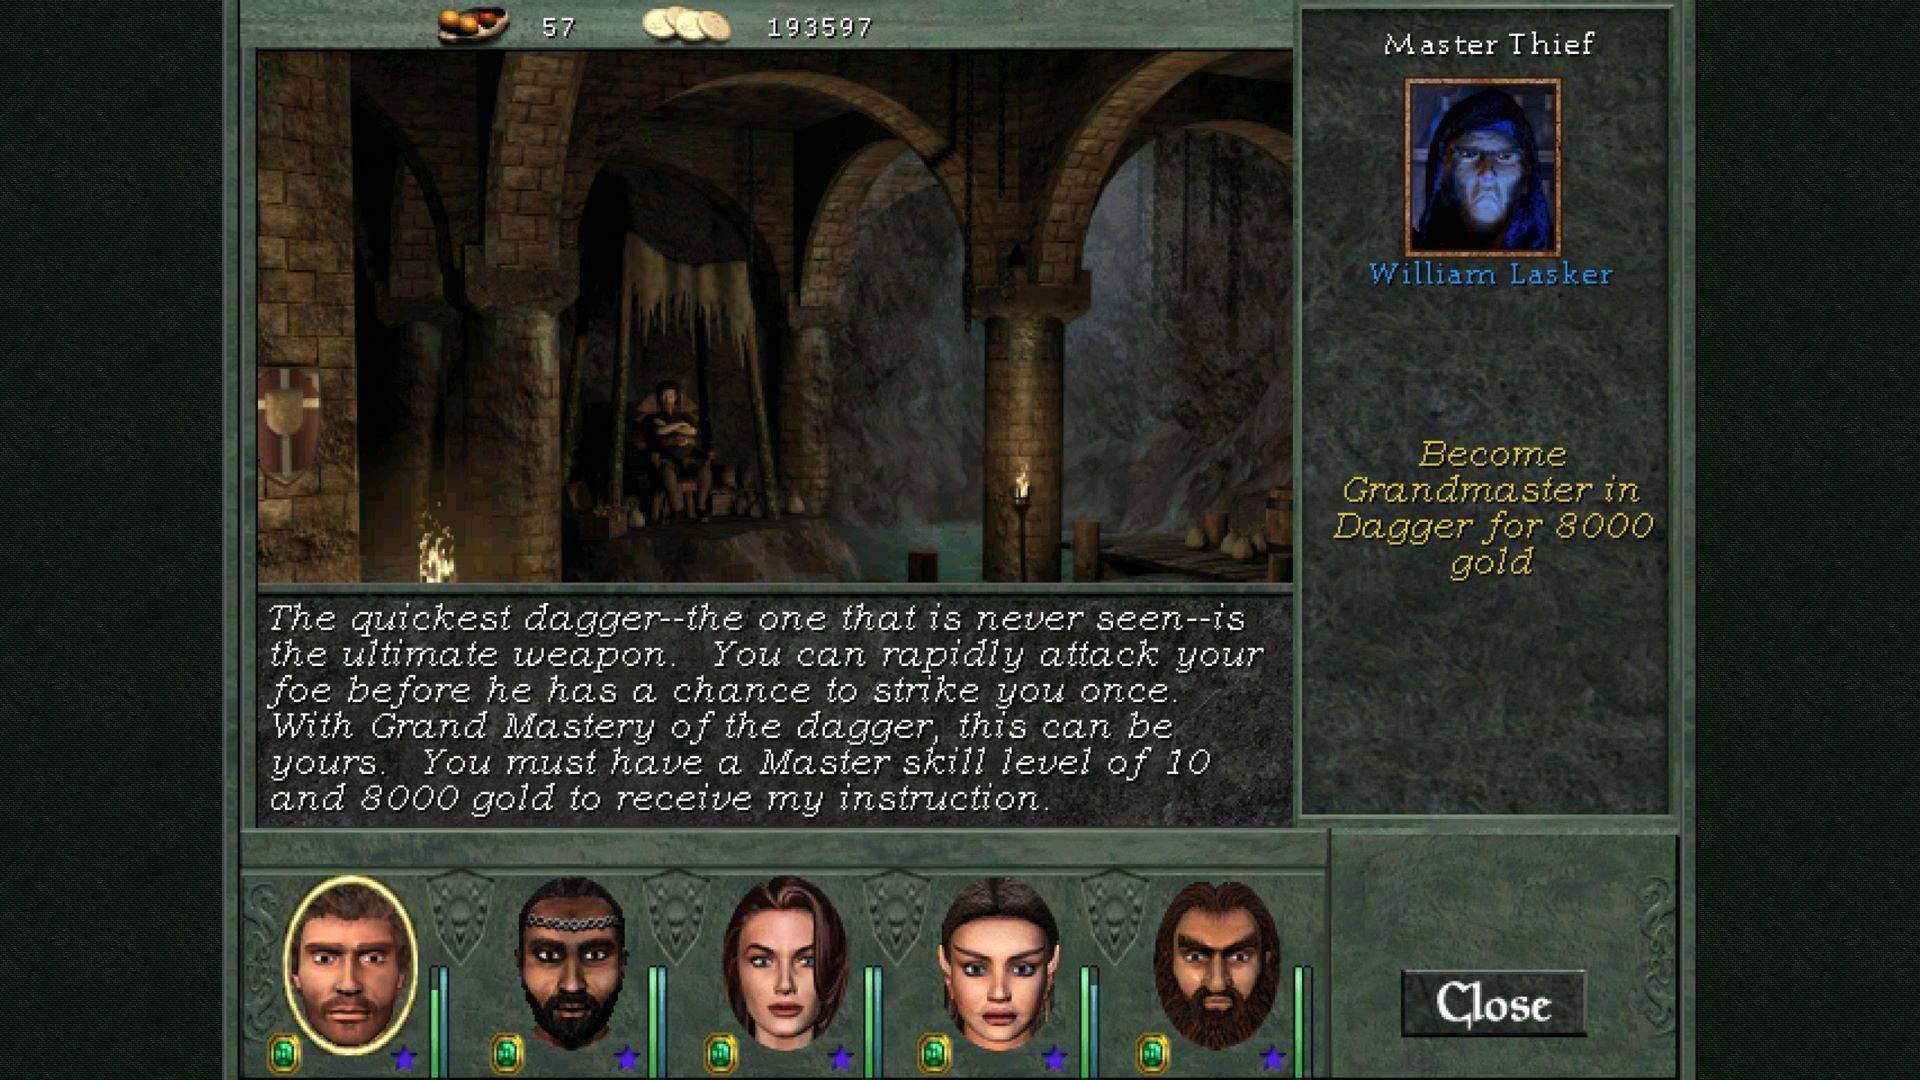 57 193597
Master Thief
William Lasker
Become
Grandmaster in
Dagger for 8000
gold
The quickest dagger--the one that is never seen--is
the ultimate weapon.  You can rapidly attack your
foe before he has a chance to strike you once.
With Grand Mastery of the dagger, this can be
yours.  You must have a Master skill level of 10
and 8000 gold to receive my instruction.
Close